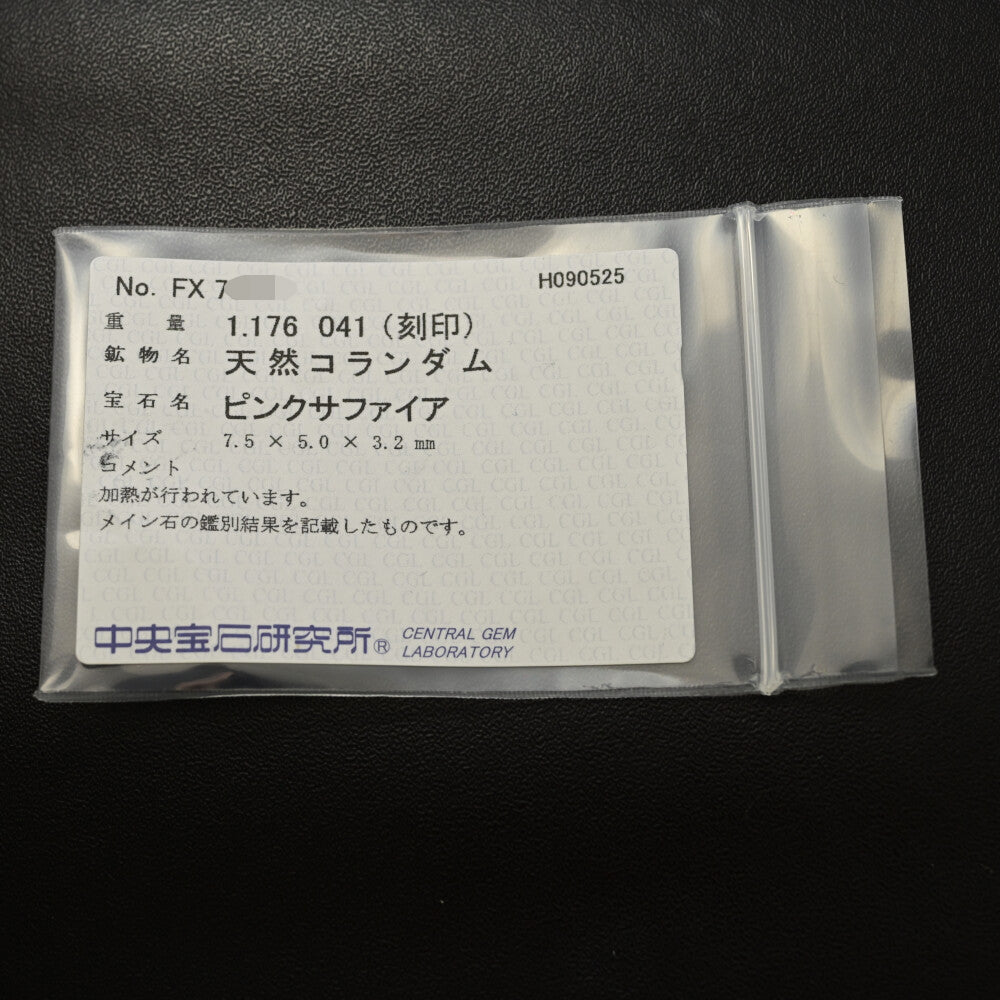 No. FX 7
H090525
重 量 1.176 041 (刻印)
鉱 物 名 天然コランダム
宝 石 名 ピンクサファイア
サイズ 7.5 × 5.0 × 3.2 mm
コメント
加熱が行われています。
メイン石の鑑別結果を記載したものです。
中央宝石研究所® CENTRAL GEM
LABORATORY